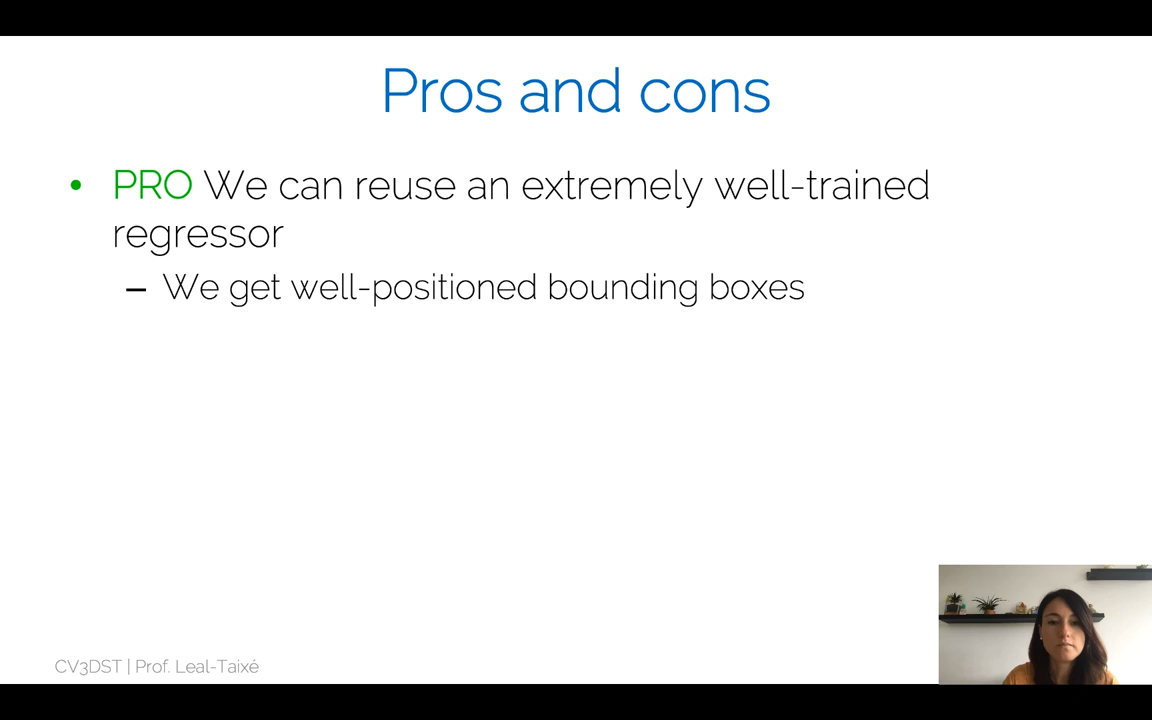 Pros and cons
• PRO We can reuse an extremely well-trained
regressor
– We get well-positioned bounding boxes
CV3DST | Prof. Leal-Taixé